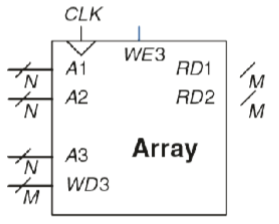 CLK
WE3
N A1 RD1 M
N A2 RD2 M
N A3 Array
M WD3